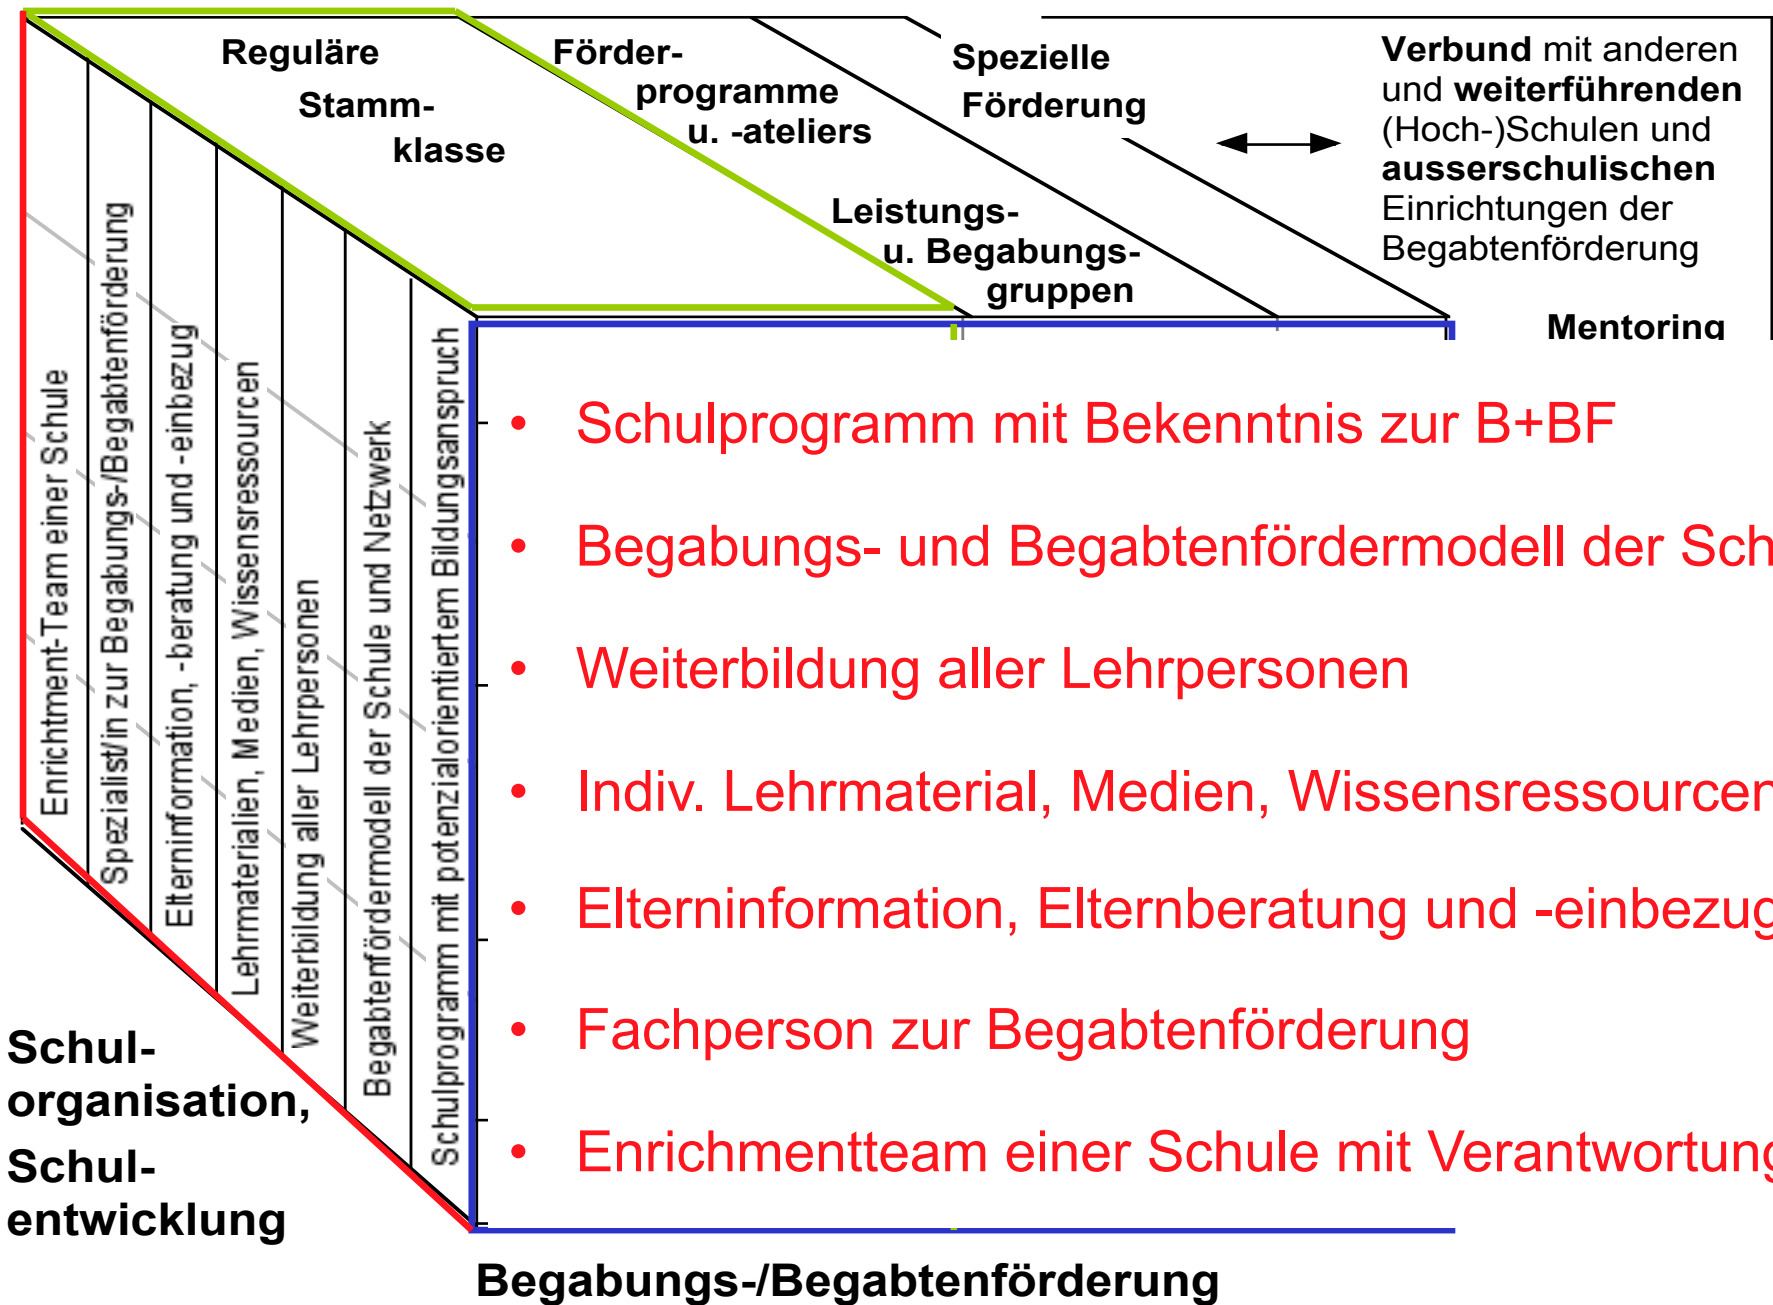 Reguläre
Stamm-
klasse
Förder-
programme
u. -ateliers
Spezielle
Förderung
Leistungs-
u. Begabungs-
gruppen
Verbund mit anderen
und weiterführenden
(Hoch-)Schulen und
ausserschulischen
Einrichtungen der
Begabtenförderung
Mentoring
Enrichtment-Team einer Schule
Spezialist/in zur Begabungs-/Begabtenförderung
Elterninformation, -beratung und -einbezug
Lehrmaterialien, Medien, Wissensressourcen
Weiterbildung aller Lehrpersonen
Begabtenfördermodell der Schule und Netzwerk
Schulprogramm mit potenzialorientiertem Bildungsanspruch
• Schulprogramm mit Bekenntnis zur B+BF
• Begabungs- und Begabtenfördermodell der Sch
• Weiterbildung aller Lehrpersonen
• Indiv. Lehrmaterial, Medien, Wissensressourcen
• Elterninformation, Elternberatung und -einbezug
• Fachperson zur Begabtenförderung
• Enrichmentteam einer Schule mit Verantwortung
Schul-
organisation,
Schul-
entwicklung
Begabungs-/Begabtenförderung